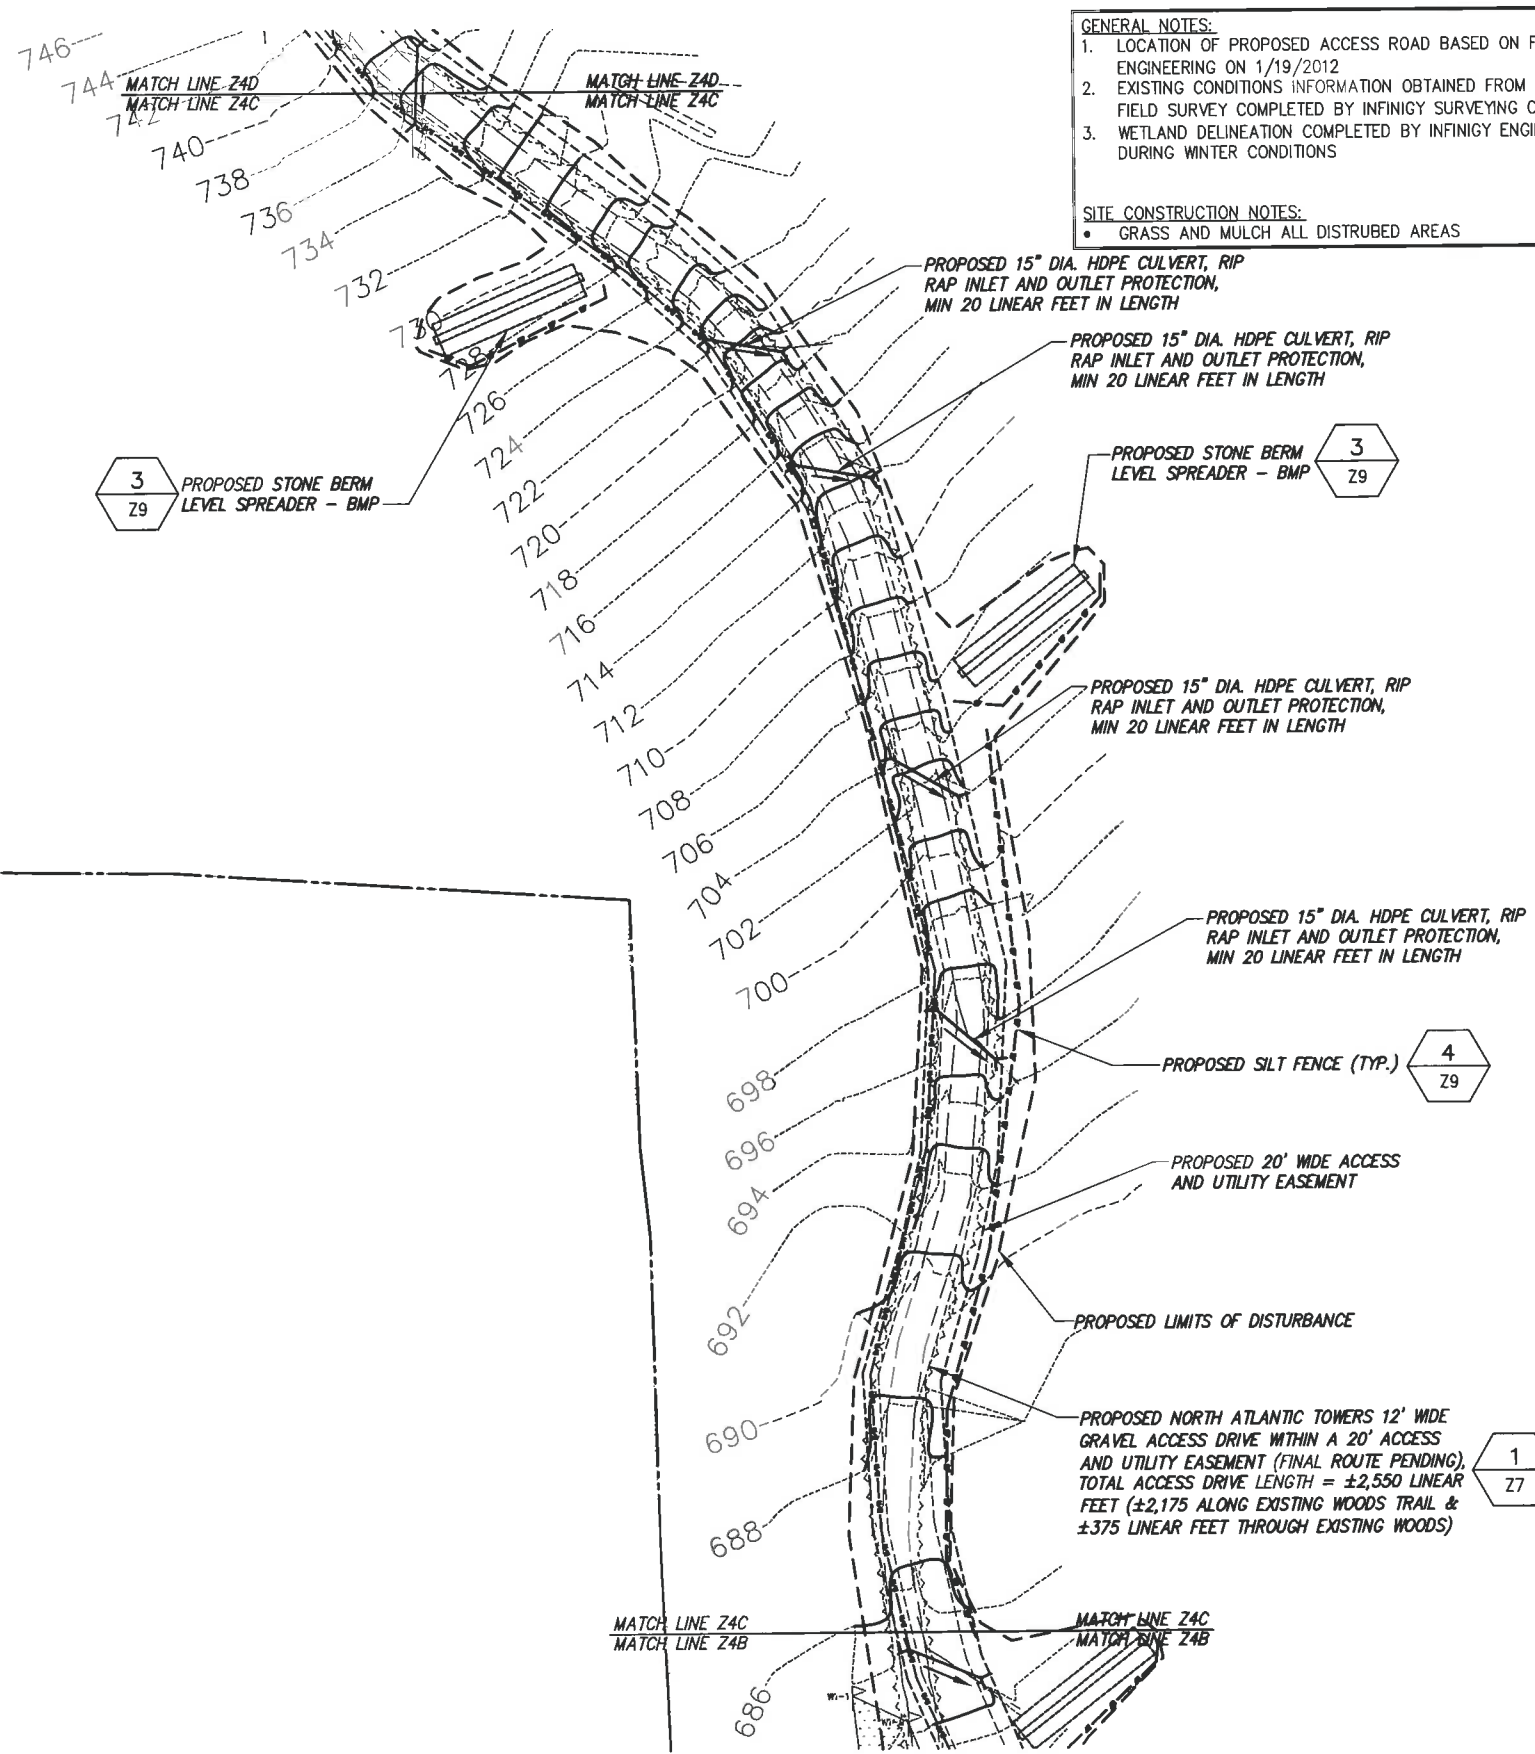 GENERAL NOTES:
1. LOCATION OF PROPOSED ACCESS ROAD BASED ON
ENGINEERING ON 1/19/2012
2. EXISTING CONDITIONS INFORMATION OBTAINED FROM
FIELD SURVEY COMPLETED BY INFINIGY SURVEYING
3. WETLAND DELINEATION COMPLETED BY INFINIGY
DURING WINTER CONDITIONS
SITE CONSTRUCTION NOTES:
• GRASS AND MULCH ALL DISTRUBED AREAS
746
744
MATCH LINE Z4D
MATCH LINE Z4C
MATCH LINE Z4D
MATCH LINE Z4C
742
740
738
736
734
732
730
728
726
724
722
720
718
716
714
712
710
708
706
704
702
700
698
696
694
692
690
688
686
PROPOSED 15" DIA. HDPE CULVERT, RIP
RAP INLET AND OUTLET PROTECTION,
MIN 20 LINEAR FEET IN LENGTH
PROPOSED 15" DIA. HDPE CULVERT, RIP
RAP INLET AND OUTLET PROTECTION,
MIN 20 LINEAR FEET IN LENGTH
3
Z9
PROPOSED STONE BERM
LEVEL SPREADER - BMP
PROPOSED STONE BERM
LEVEL SPREADER - BMP
3
Z9
PROPOSED 15" DIA. HDPE CULVERT, RIP
RAP INLET AND OUTLET PROTECTION,
MIN 20 LINEAR FEET IN LENGTH
PROPOSED 15" DIA. HDPE CULVERT, RIP
RAP INLET AND OUTLET PROTECTION,
MIN 20 LINEAR FEET IN LENGTH
PROPOSED SILT FENCE (TYP.)
4
Z9
PROPOSED 20' WIDE ACCESS
AND UTILITY EASEMENT
PROPOSED LIMITS OF DISTURBANCE
PROPOSED NORTH ATLANTIC TOWERS 12' WIDE
GRAVEL ACCESS DRIVE WITHIN A 20' ACCESS
AND UTILITY EASEMENT (FINAL ROUTE PENDING),
TOTAL ACCESS DRIVE LENGTH = ±2,550 LINEAR
FEET (±2,175 ALONG EXISTING WOODS TRAIL &
±375 LINEAR FEET THROUGH EXISTING WOODS)
1
Z7
MATCH LINE Z4C
MATCH LINE Z4B
MATCH LINE Z4C
MATCH LINE Z4B
W1-1